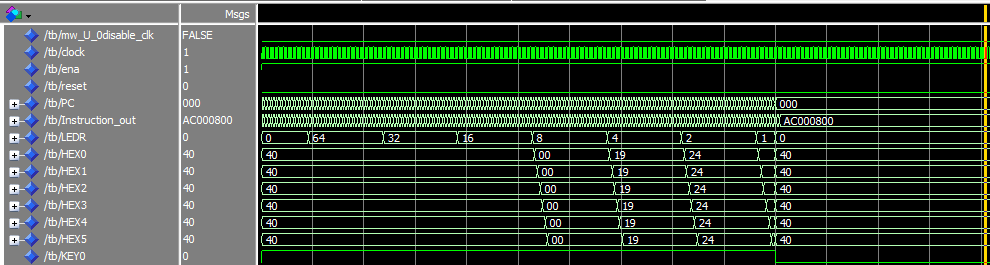 Msgs
/tb/mw_U_0disable_clk FALSE
/tb/clock 1
/tb/ena 1
/tb/reset 0
/tb/PC 000 000
/tb/Instruction_out AC000800 AC000800
/tb/LEDR 0 0 64 32 16 8 4 2 1 0
/tb/HEX0 40 40 00 19 24 40
/tb/HEX1 40 40 00 19 24 40
/tb/HEX2 40 40 00 19 24 40
/tb/HEX3 40 40 00 19 24 40
/tb/HEX4 40 40 00 19 24 40
/tb/HEX5 40 40 00 19 24 40
/tb/KEY0 0